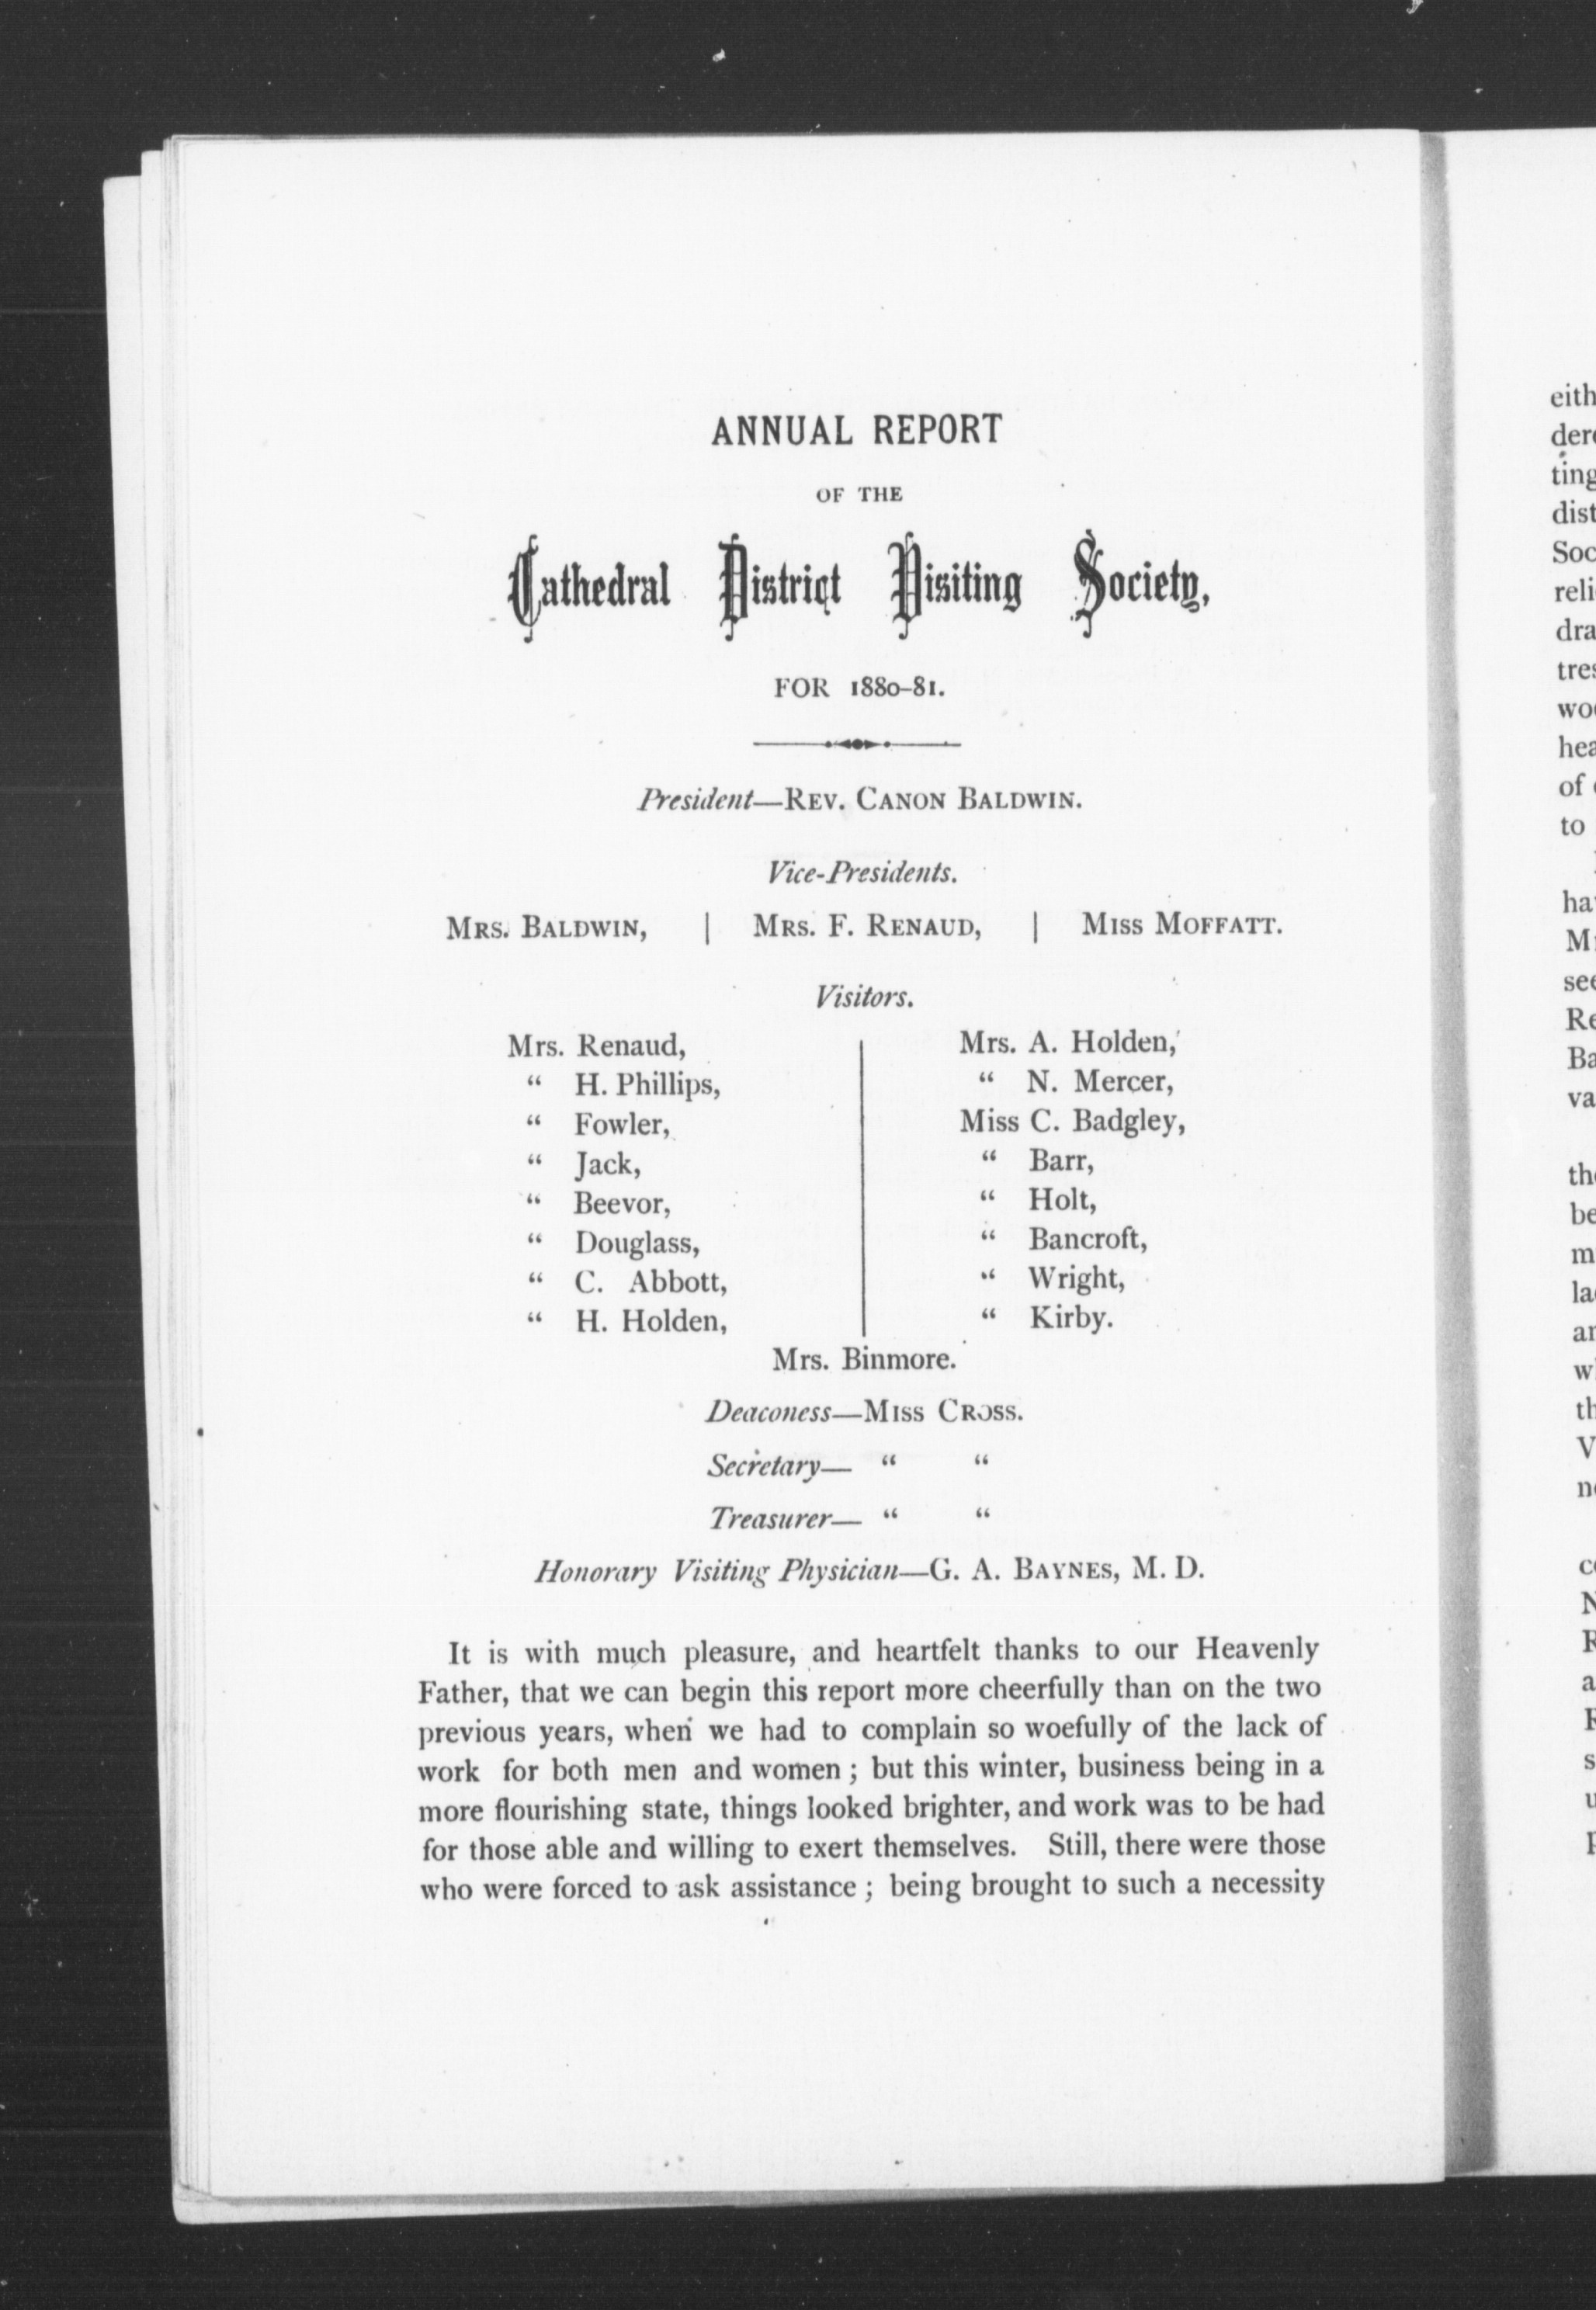 ANNUAL REPORT
OF THE
Cathedral District Visiting Society,
FOR 1880-81.
President—REV. CANON BALDWIN.
Vice-Presidents.
MRS. BALDWIN, | MRS. F. RENAUD, | MISS MOFFATT.
Visitors.
Mrs. Renaud,
“ H. Phillips,
“ Fowler,
“ Jack,
“ Beevor,
“ Douglass,
“ C. Abbott,
“ H. Holden,
Mrs. A. Holden,
“ N. Mercer,
Miss C. Badgley,
“ Barr,
“ Holt,
“ Bancroft,
“ Wright,
“ Kirby.
Mrs. Binmore.
Deaconess—MISS CROSS.
Secretary— “ “
Treasurer— “ “
Honorary Visiting Physician—G. A. BAYNES, M. D.
It is with much pleasure, and heartfelt thanks to our Heavenly
Father, that we can begin this report more cheerfully than on the two
previous years, when we had to complain so woefully of the lack of
work for both men and women ; but this winter, business being in a
more flourishing state, things looked brighter, and work was to be had
for those able and willing to exert themselves. Still, there were those
who were forced to ask assistance ; being brought to such a necessity